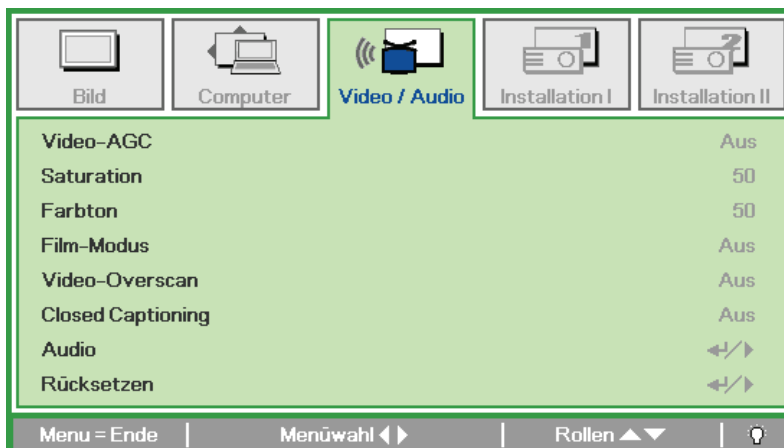 Bild Computer Video / Audio Installation I Installation II
Video-AGC Aus
Saturation 50
Farbton 50
Film-Modus Aus
Video-Overscan Aus
Closed Captioning Aus
Audio
Rücksetzen
Menu = Ende Menüwahl Rollen